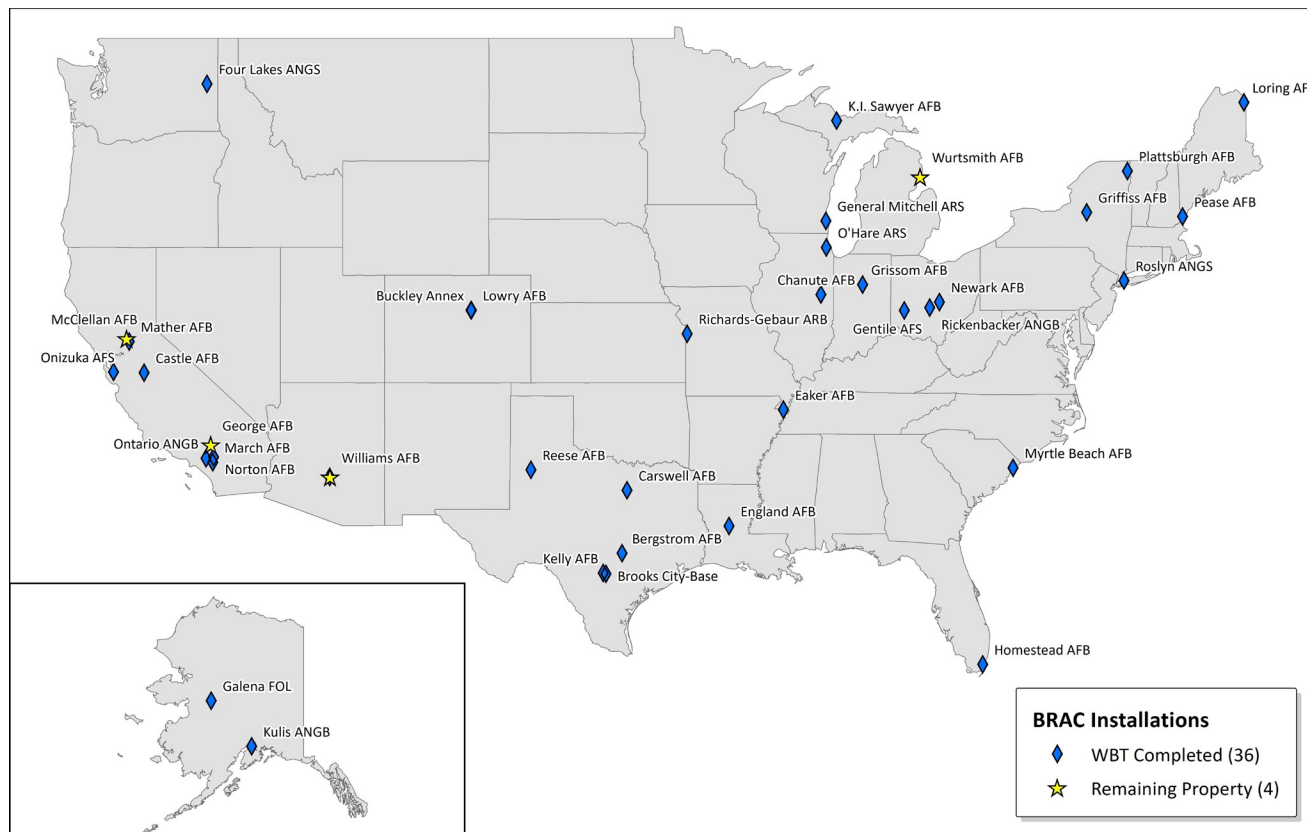 Four Lakes ANGS
Loring AF
K.I. Sawyer AFB
Wurtsmith AFB
Plattsburgh AFB
Griffiss AFB
Pease AFB
General Mitchell ARS
O'Hare ARS
Roslyn ANGS
Chanute AFB
Grissom AFB
Newark AFB
Buckley Annex
Lowry AFB
Richards-Gebaur ARB
Gentile AFS
Rickenbacker ANGB
McClellan AFB
Mather AFB
Onizuka AFS
Castle AFB
Eaker AFB
George AFB
Ontario ANGB
March AFB
Norton AFB
Williams AFB
Reese AFB
Carswell AFB
Myrtle Beach AFB
England AFB
Bergstrom AFB
Kelly AFB
Brooks City-Base
Homestead AFB
Galena FOL
Kulis ANGB
BRAC Installations
WBT Completed (36)
Remaining Property (4)